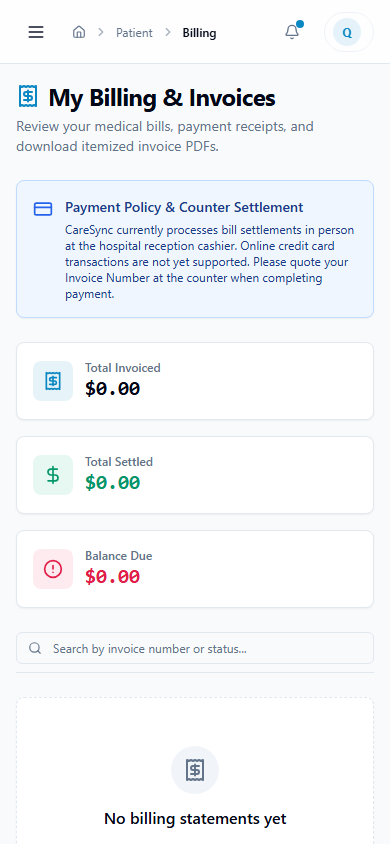 Patient
Billing
Q
My Billing & Invoices
Review your medical bills, payment receipts, and
download itemized invoice PDFs.
Payment Policy & Counter Settlement
CareSync currently processes bill settlements in person
at the hospital reception cashier. Online credit card
transactions are not yet supported. Please quote your
Invoice Number at the counter when completing
payment.
Total Invoiced
$0.00
Total Settled
$0.00
Balance Due
$0.00
Search by invoice number or status...
No billing statements yet